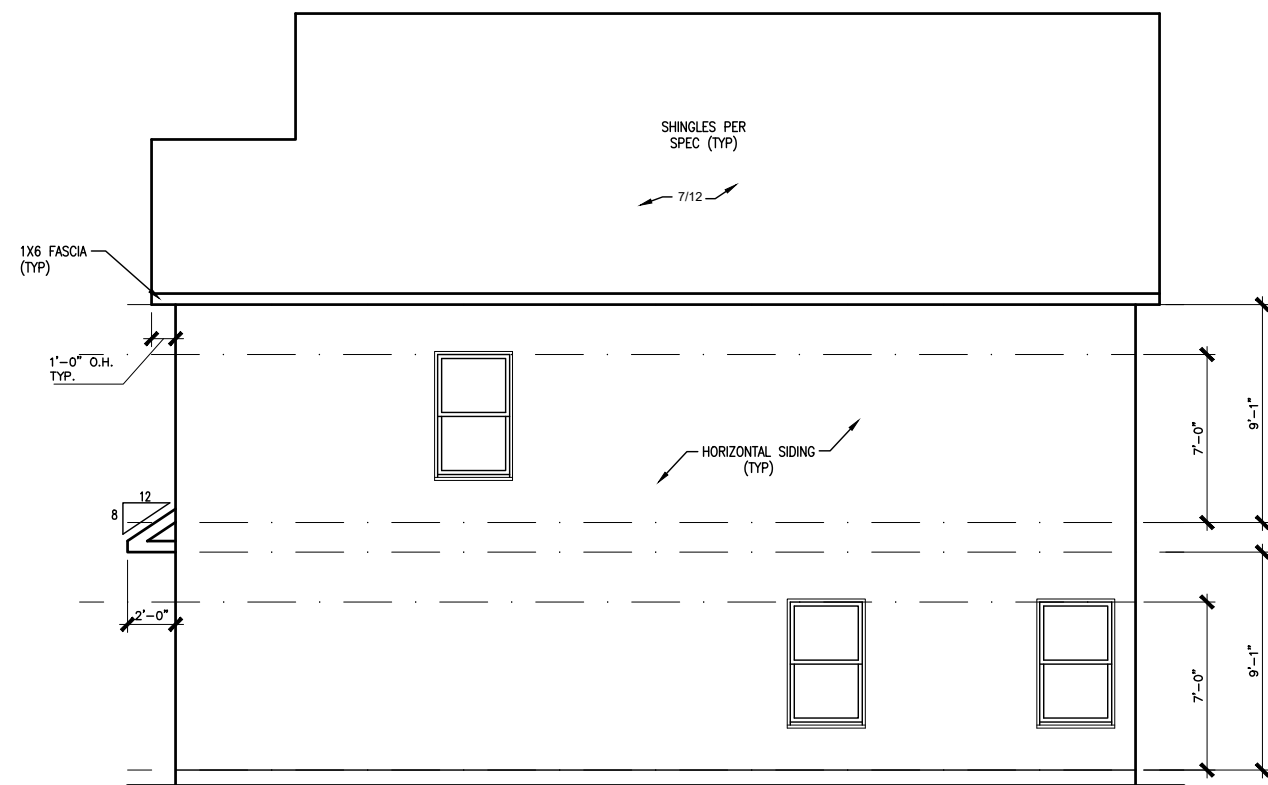 SHINGLES PER
SPEC (TYP)
7/12
1X6 FASCIA
(TYP)
1'-0" O.H.
TYP.
9'-1"
7'-0"
HORIZONTAL SIDING
(TYP)
12
8
2'-0"
9'-1"
7'-0"